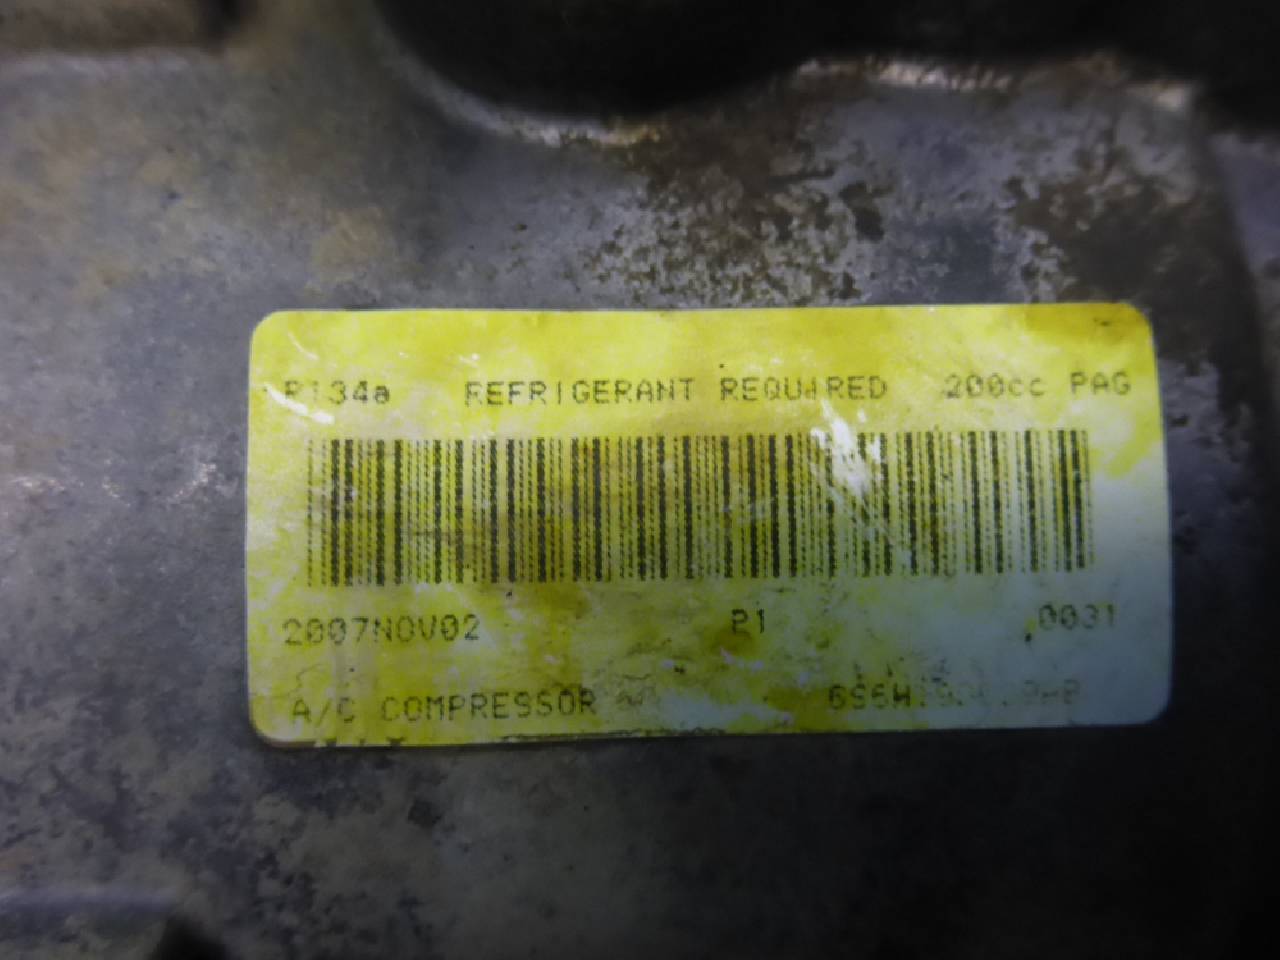 R134a REFRIGERANT REQUIRED 200cc PAG
2007NOV02 P1 0031
A/C COMPRESSOR